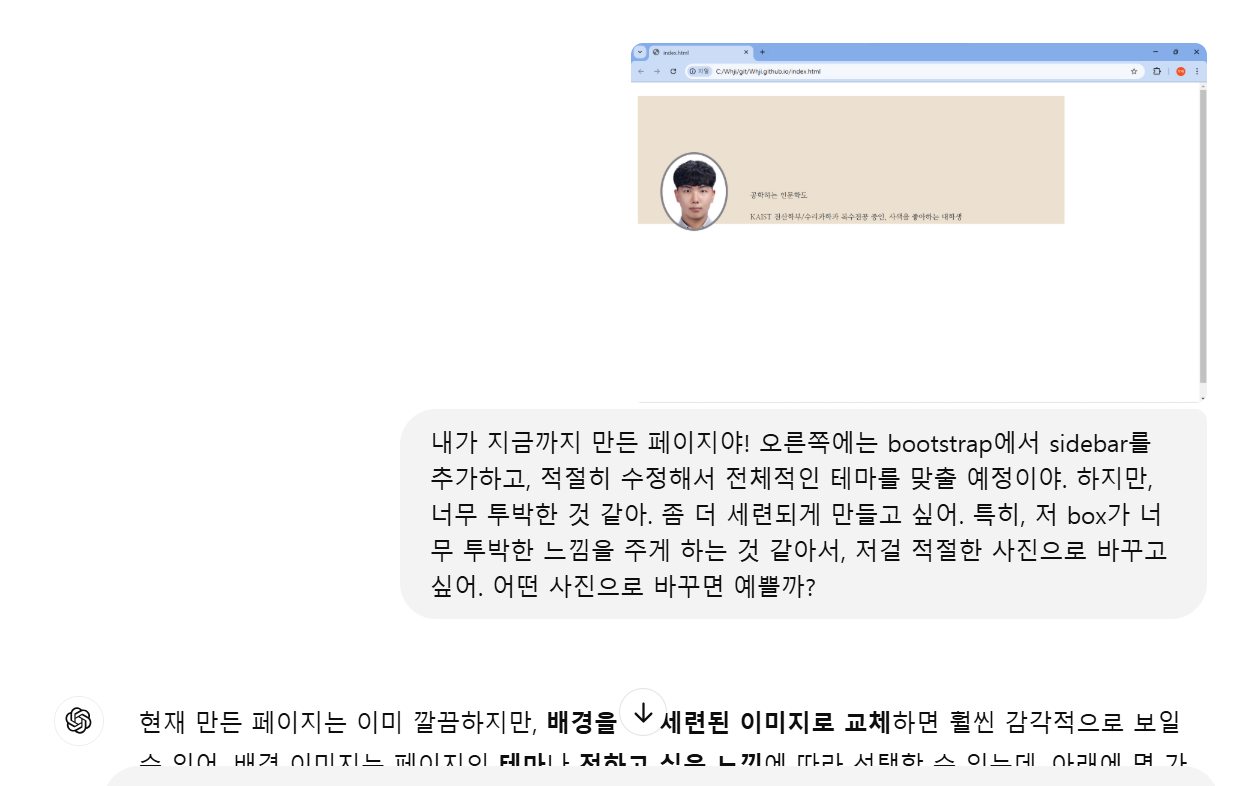 index.html
파일 C:/Whji/git/Whji.github.io/index.html
공학하는 인문학도
KAIST 전산학부/수리과학과 복수전공 중인, 사색을 좋아하는 대학생
내가 지금까지 만든 페이지야! 오른쪽에는 bootstrap에서 sidebar를
추가하고, 적절히 수정해서 전체적인 테마를 맞출 예정이야. 하지만,
너무 투박한 것 같아. 좀 더 세련되게 만들고 싶어. 특히, 저 box가 너
무 투박한 느낌을 주게 하는 것 같아서, 저걸 적절한 사진으로 바꾸고
싶어. 어떤 사진으로 바꾸면 예쁠까?
현재 만든 페이지는 이미 깔끔하지만, 배경을 세련된 이미지로 교체하면 훨씬 감각적으로 보일
수 있어. 배경 이미지는 페이지의 테마나 전하고 싶은 느낌에 따라 선택할 수 있는데, 아래에 몇 가